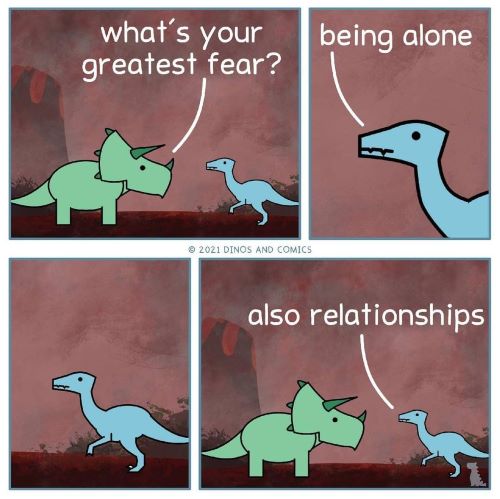 what's your
greatest fear?
being alone
© 2021 DINOS AND COMICS
also relationships